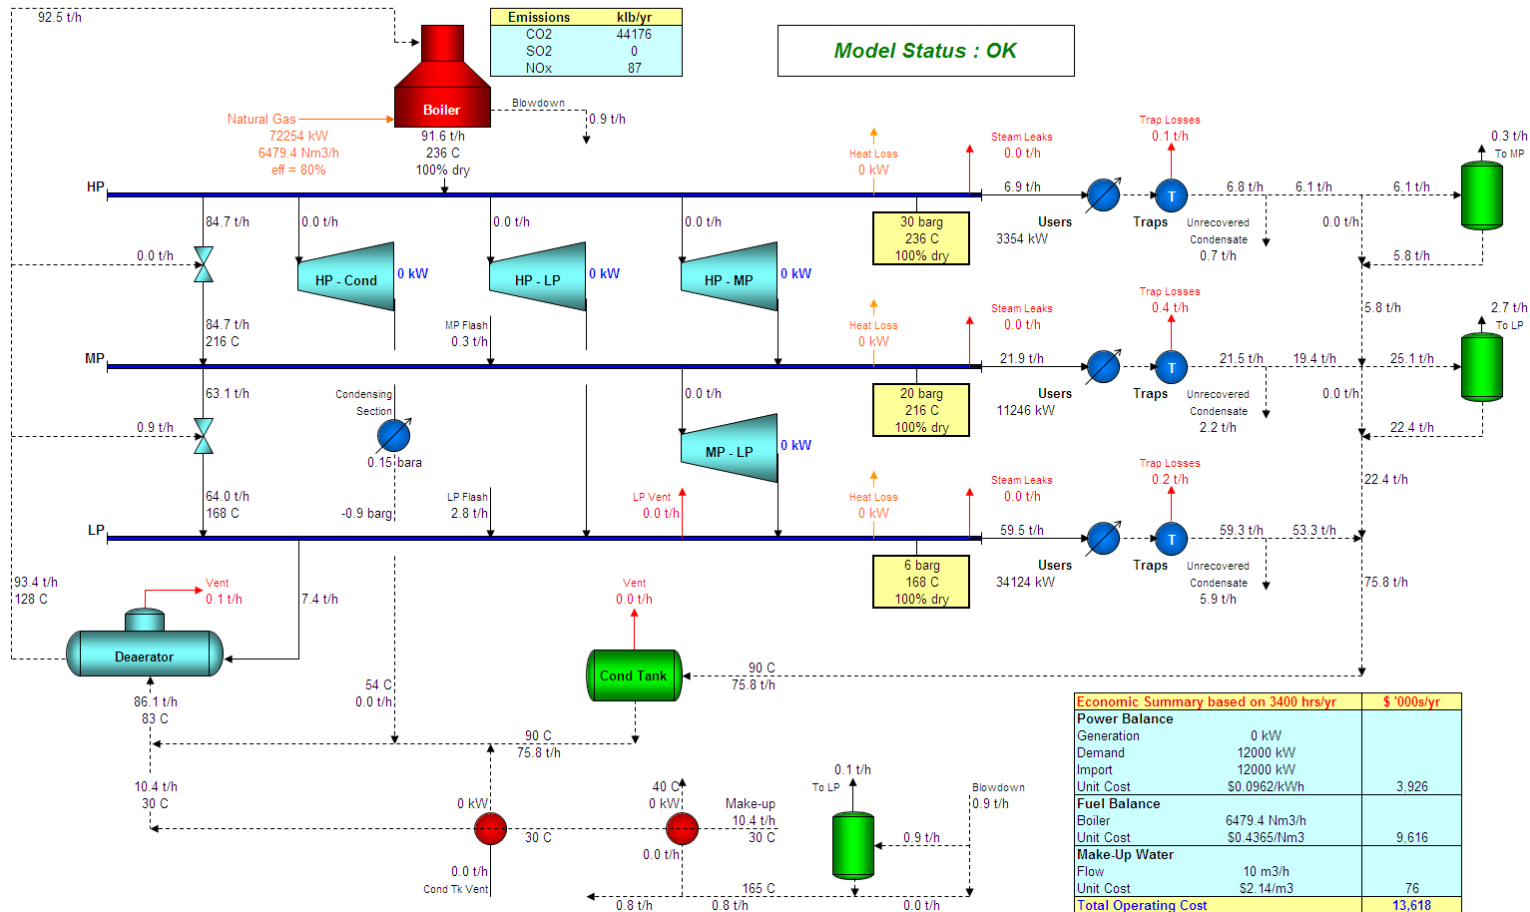 92.5 t/h
Emissions klb/yr
CO2 44176
SO2 0
NOx 87
Model Status : OK
Boiler
Blowdown
0.9 t/h
Natural Gas
72254 kW
6479.4 Nm3/h
eff = 80%
91.6 t/h
236 C
100% dry
Heat Loss
0 kW
Steam Leaks
0.0 t/h
Trap Losses
0.1 t/h
0.3 t/h
To MP
HP
6.9 t/h
6.8 t/h
6.1 t/h
6.1 t/h
T
84.7 t/h
0.0 t/h
0.0 t/h
0.0 t/h
30 barg
236 C
100% dry
Users
3354 kW
Traps
Unrecovered
Condensate
0.7 t/h
0.0 t/h
5.8 t/h
0.0 t/h
HP - Cond
0 kW
HP - LP
0 kW
HP - MP
0 kW
84.7 t/h
216 C
MP Flash
0.3 t/h
Heat Loss
0 kW
Steam Leaks
0.0 t/h
Trap Losses
0.4 t/h
5.8 t/h
2.7 t/h
To LP
MP
21.9 t/h
21.5 t/h
19.4 t/h
25.1 t/h
T
63.1 t/h
Condensing
Section
0.0 t/h
20 barg
216 C
100% dry
Users
11246 kW
Traps
Unrecovered
Condensate
2.2 t/h
0.0 t/h
22.4 t/h
0.9 t/h
0.15 bara
MP - LP
0 kW
64.0 t/h
168 C
-0.9 barg
LP Flash
2.8 t/h
LP Vent
0.0 t/h
Heat Loss
0 kW
Steam Leaks
0.0 t/h
Trap Losses
0.2 t/h
22.4 t/h
LP
59.5 t/h
59.3 t/h
53.3 t/h
T
6 barg
168 C
100% dry
Users
34124 kW
Traps
Unrecovered
Condensate
5.9 t/h
75.8 t/h
93.4 t/h
128 C
Vent
0.1 t/h
7.4 t/h
Vent
0.0 t/h
Deaerator
Cond Tank
90 C
75.8 t/h
54 C
0.0 t/h
86.1 t/h
83 C
90 C
75.8 t/h
10.4 t/h
30 C
0 kW
30 C
0.0 t/h
Cond Tk Vent
40 C
0 kW
Make-up
10.4 t/h
30 C
0.0 t/h
0.1 t/h
To LP
Blowdown
0.9 t/h
0.9 t/h
165 C
0.8 t/h
0.8 t/h
0.0 t/h
Economic Summary based on 3400 hrs/yr $ '000s/yr
Power Balance
Generation 0 kW
Demand 12000 kW
Import 12000 kW
Unit Cost $0.0962/kWh 3,926
Fuel Balance
Boiler 6479.4 Nm3/h
Unit Cost $0.4365/Nm3 9,616
Make-Up Water
Flow 10 m3/h
Unit Cost $2.14/m3 76
Total Operating Cost 13,618